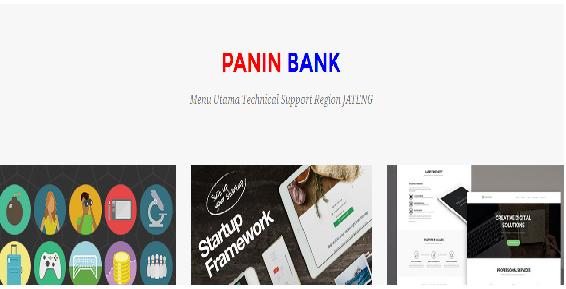 PANIN BANK
Menu Utama Technical Support Region JATENG
Startup
Framework
CREATIVE DIGITAL
SOLUTIONS
PROFESSIONAL SERVICES